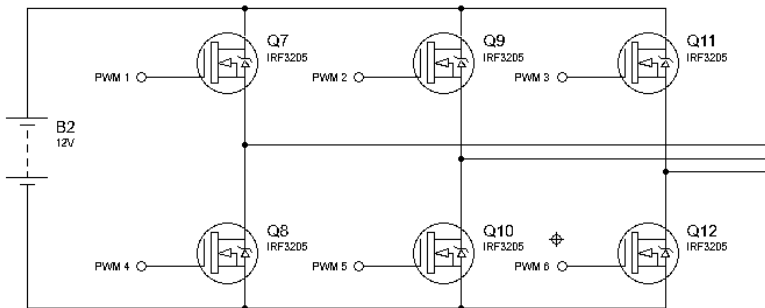 Q7
IRF3205
PWM 1
Q9
IRF3205
PWM 2
Q11
IRF3205
PWM 3
B2
12V
Q8
IRF3205
PWM 4
Q10
IRF3205
PWM 5
Q12
IRF3205
PWM 6